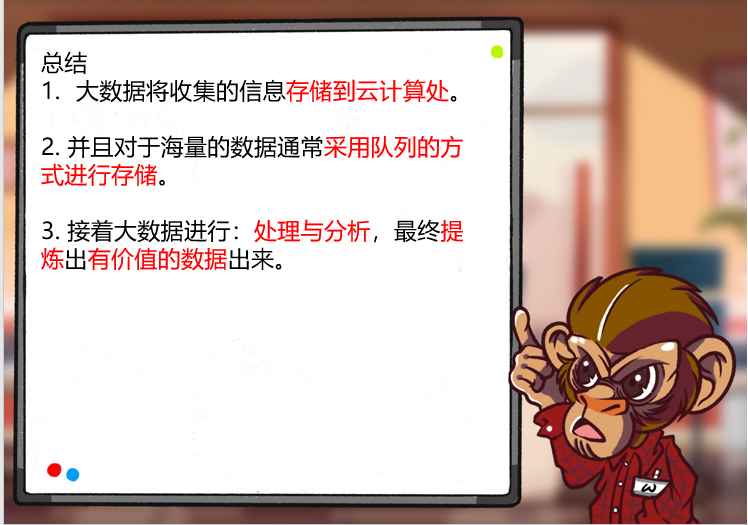 总结
1. 大数据将收集的信息存储到云计算处。
2. 并且对于海量的数据通常采用队列的方
式进行存储。
3. 接着大数据进行：处理与分析，最终提
炼出有价值的数据出来。